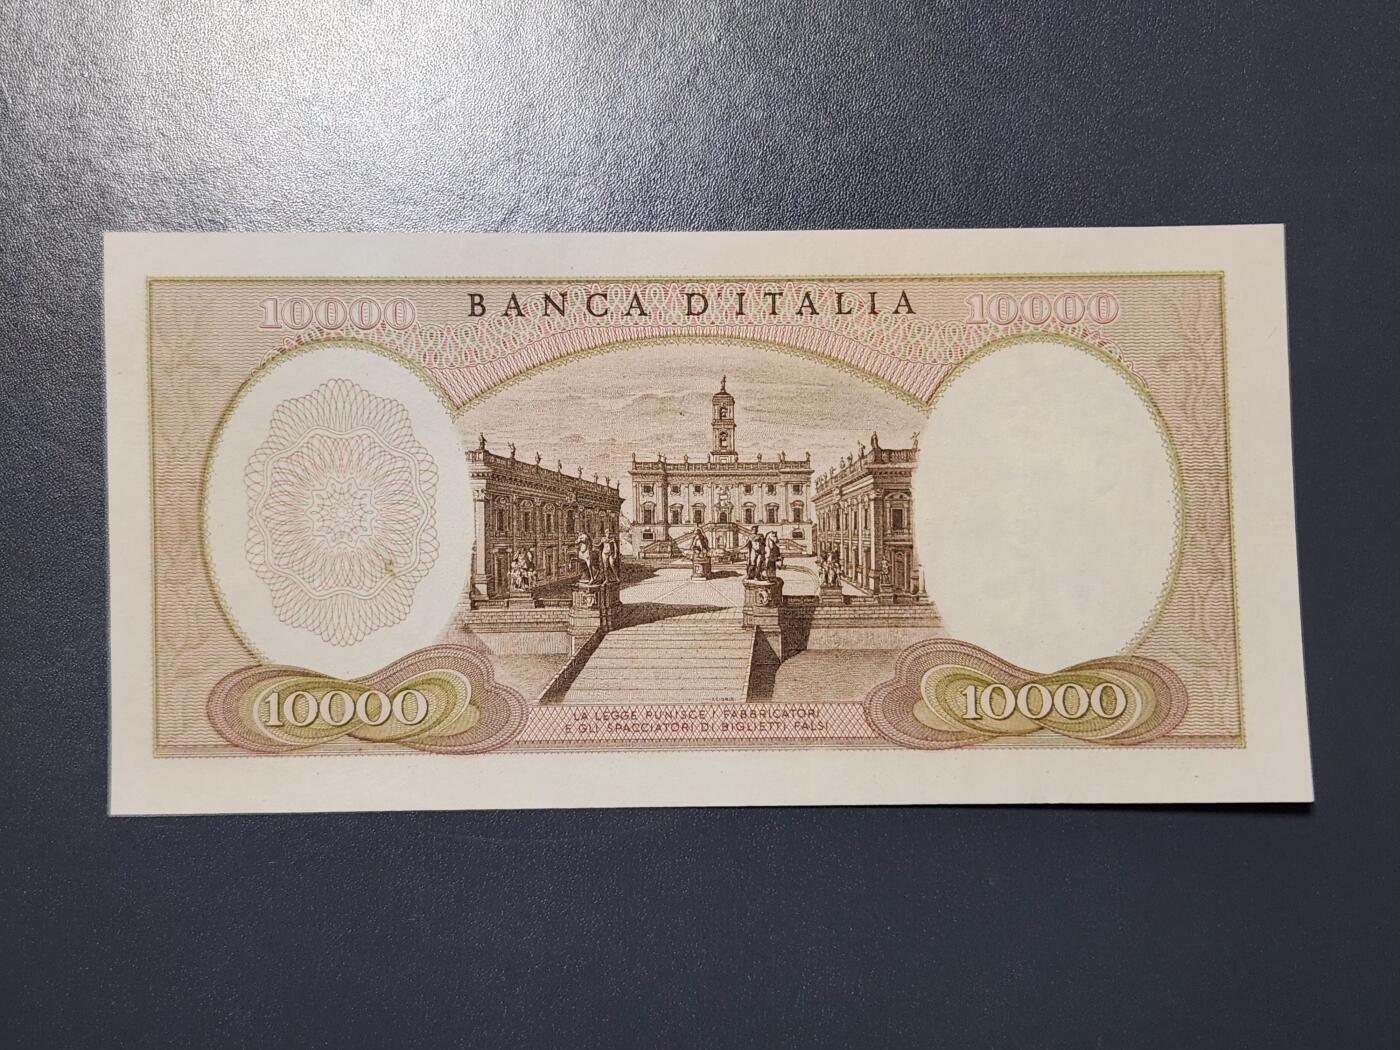 10000 BANCA D'ITALIA 10000
10000 10000
LA LEGGE PUNISCE I FABBRICATORI
E GLI SPACCIATORI DI BIGLIETTI FALSI